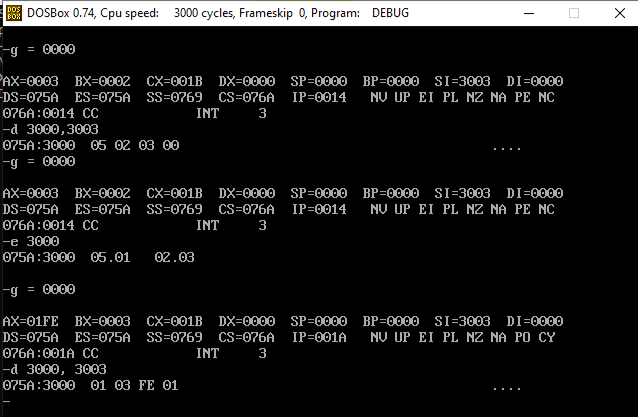 DOSBox 0.74, Cpu speed: 3000 cycles, Frameskip 0, Program: DEBUG
-g = 0000
AX=0003 BX=0002 CX=001B DX=0000 SP=0000 BP=0000 SI=3003 DI=0000
DS=075A ES=075A SS=0769 CS=076A IP=0014 NV UP EI PL NZ NA PE NC
076A:0014 CC INT 3
-d 3000,3003
075A:3000 05 02 03 00 ....
-g = 0000
AX=0003 BX=0002 CX=001B DX=0000 SP=0000 BP=0000 SI=3003 DI=0000
DS=075A ES=075A SS=0769 CS=076A IP=0014 NV UP EI PL NZ NA PE NC
076A:0014 CC INT 3
-e 3000
075A:3000 05.01 02.03
-g = 0000
AX=01FE BX=0003 CX=001B DX=0000 SP=0000 BP=0000 SI=3003 DI=0000
DS=075A ES=075A SS=0769 CS=076A IP=001A NV UP EI PL NZ NA PO CY
076A:001A CC INT 3
-d 3000, 3003
075A:3000 01 03 FE 01 ....
-